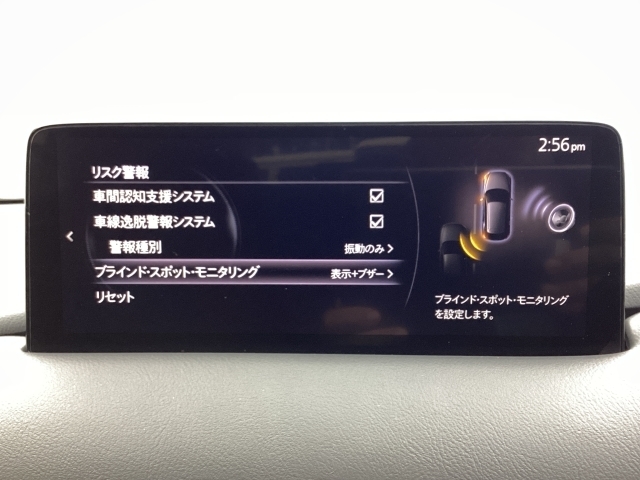 2:56pm
リスク警報
車間認知支援システム
車線逸脱警報システム
警報種別 振動のみ
ブラインド・スポット・モニタリング 表示+ブザー
リセット
ブラインド・スポット・モニタリング
を設定します。